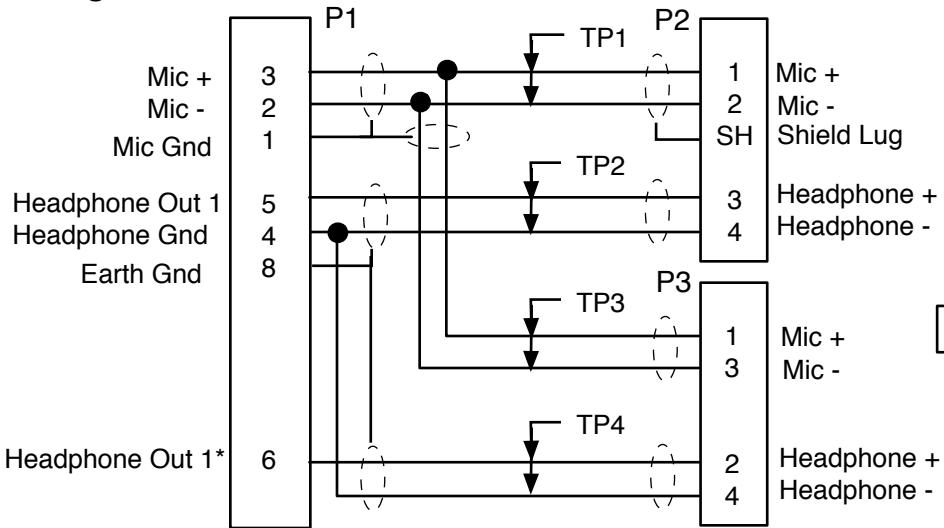 P1
P2
TP1
Mic +
3
1
Mic +
Mic -
2
2
Mic -
Mic Gnd
1
SH
Shield Lug
TP2
Headphone Out 1
5
3
Headphone +
Headphone Gnd
4
4
Headphone -
Earth Gnd
8
P3
TP3
1
Mic +
3
Mic -
TP4
Headphone Out 1*
6
2
Headphone +
4
Headphone -